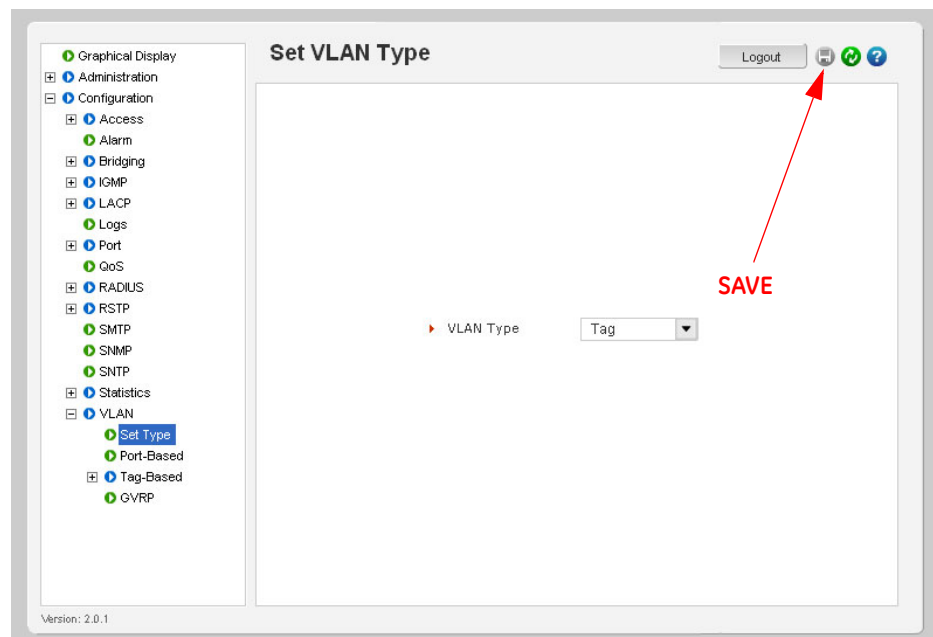 Set VLAN Type
Logout
Graphical Display
Administration
Configuration
Access
Alarm
Bridging
IGMP
LACP
Logs
Port
QoS
RADIUS
RSTP
SMTP
SNMP
SNTP
Statistics
VLAN
Set Type
Port-Based
Tag-Based
GVRP
SAVE
VLAN Type Tag
Version: 2.0.1